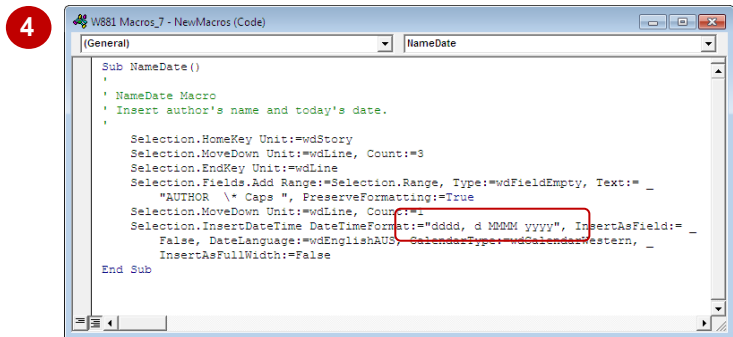 4
W881 Macros_7 - NewMacros (Code)
(General) NameDate
Sub NameDate()
'
' NameDate Macro
' Insert author's name and today's date.
'
Selection.HomeKey Unit:=wdStory
Selection.MoveDown Unit:=wdLine, Count:=3
Selection.EndKey Unit:=wdLine
Selection.Fields.Add Range:=Selection.Range, Type:=wdFieldEmpty, Text:= _
"AUTHOR  \* Caps ", PreserveFormatting:=True
Selection.MoveDown Unit:=wdLine, Count:=1
Selection.InsertDateTime DateTimeFormat:="dddd, d MMMM yyyy", InsertAsField:= _
False, DateLanguage:=wdEnglishAUS, CalendarType:=wdCalendarWestern, _
InsertAsFullWidth:=False
End Sub